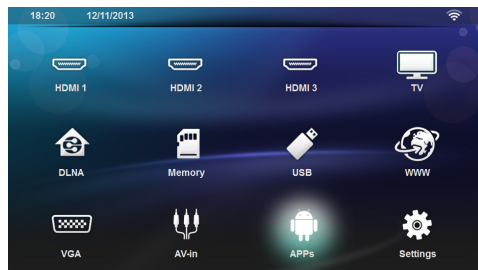 18:20 12/11/2013
HDMI 1 HDMI 2 HDMI 3 TV
DLNA Memory USB WWW
VGA AV-in APPs Settings